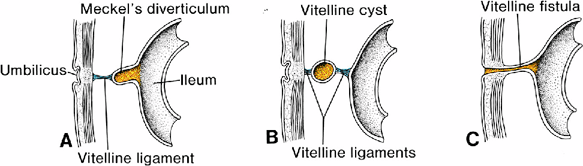 Meckel's diverticulum
Umbilicus
Ileum
A
Vitelline ligament
Vitelline cyst
B
Vitelline ligaments
Vitelline fistula
C